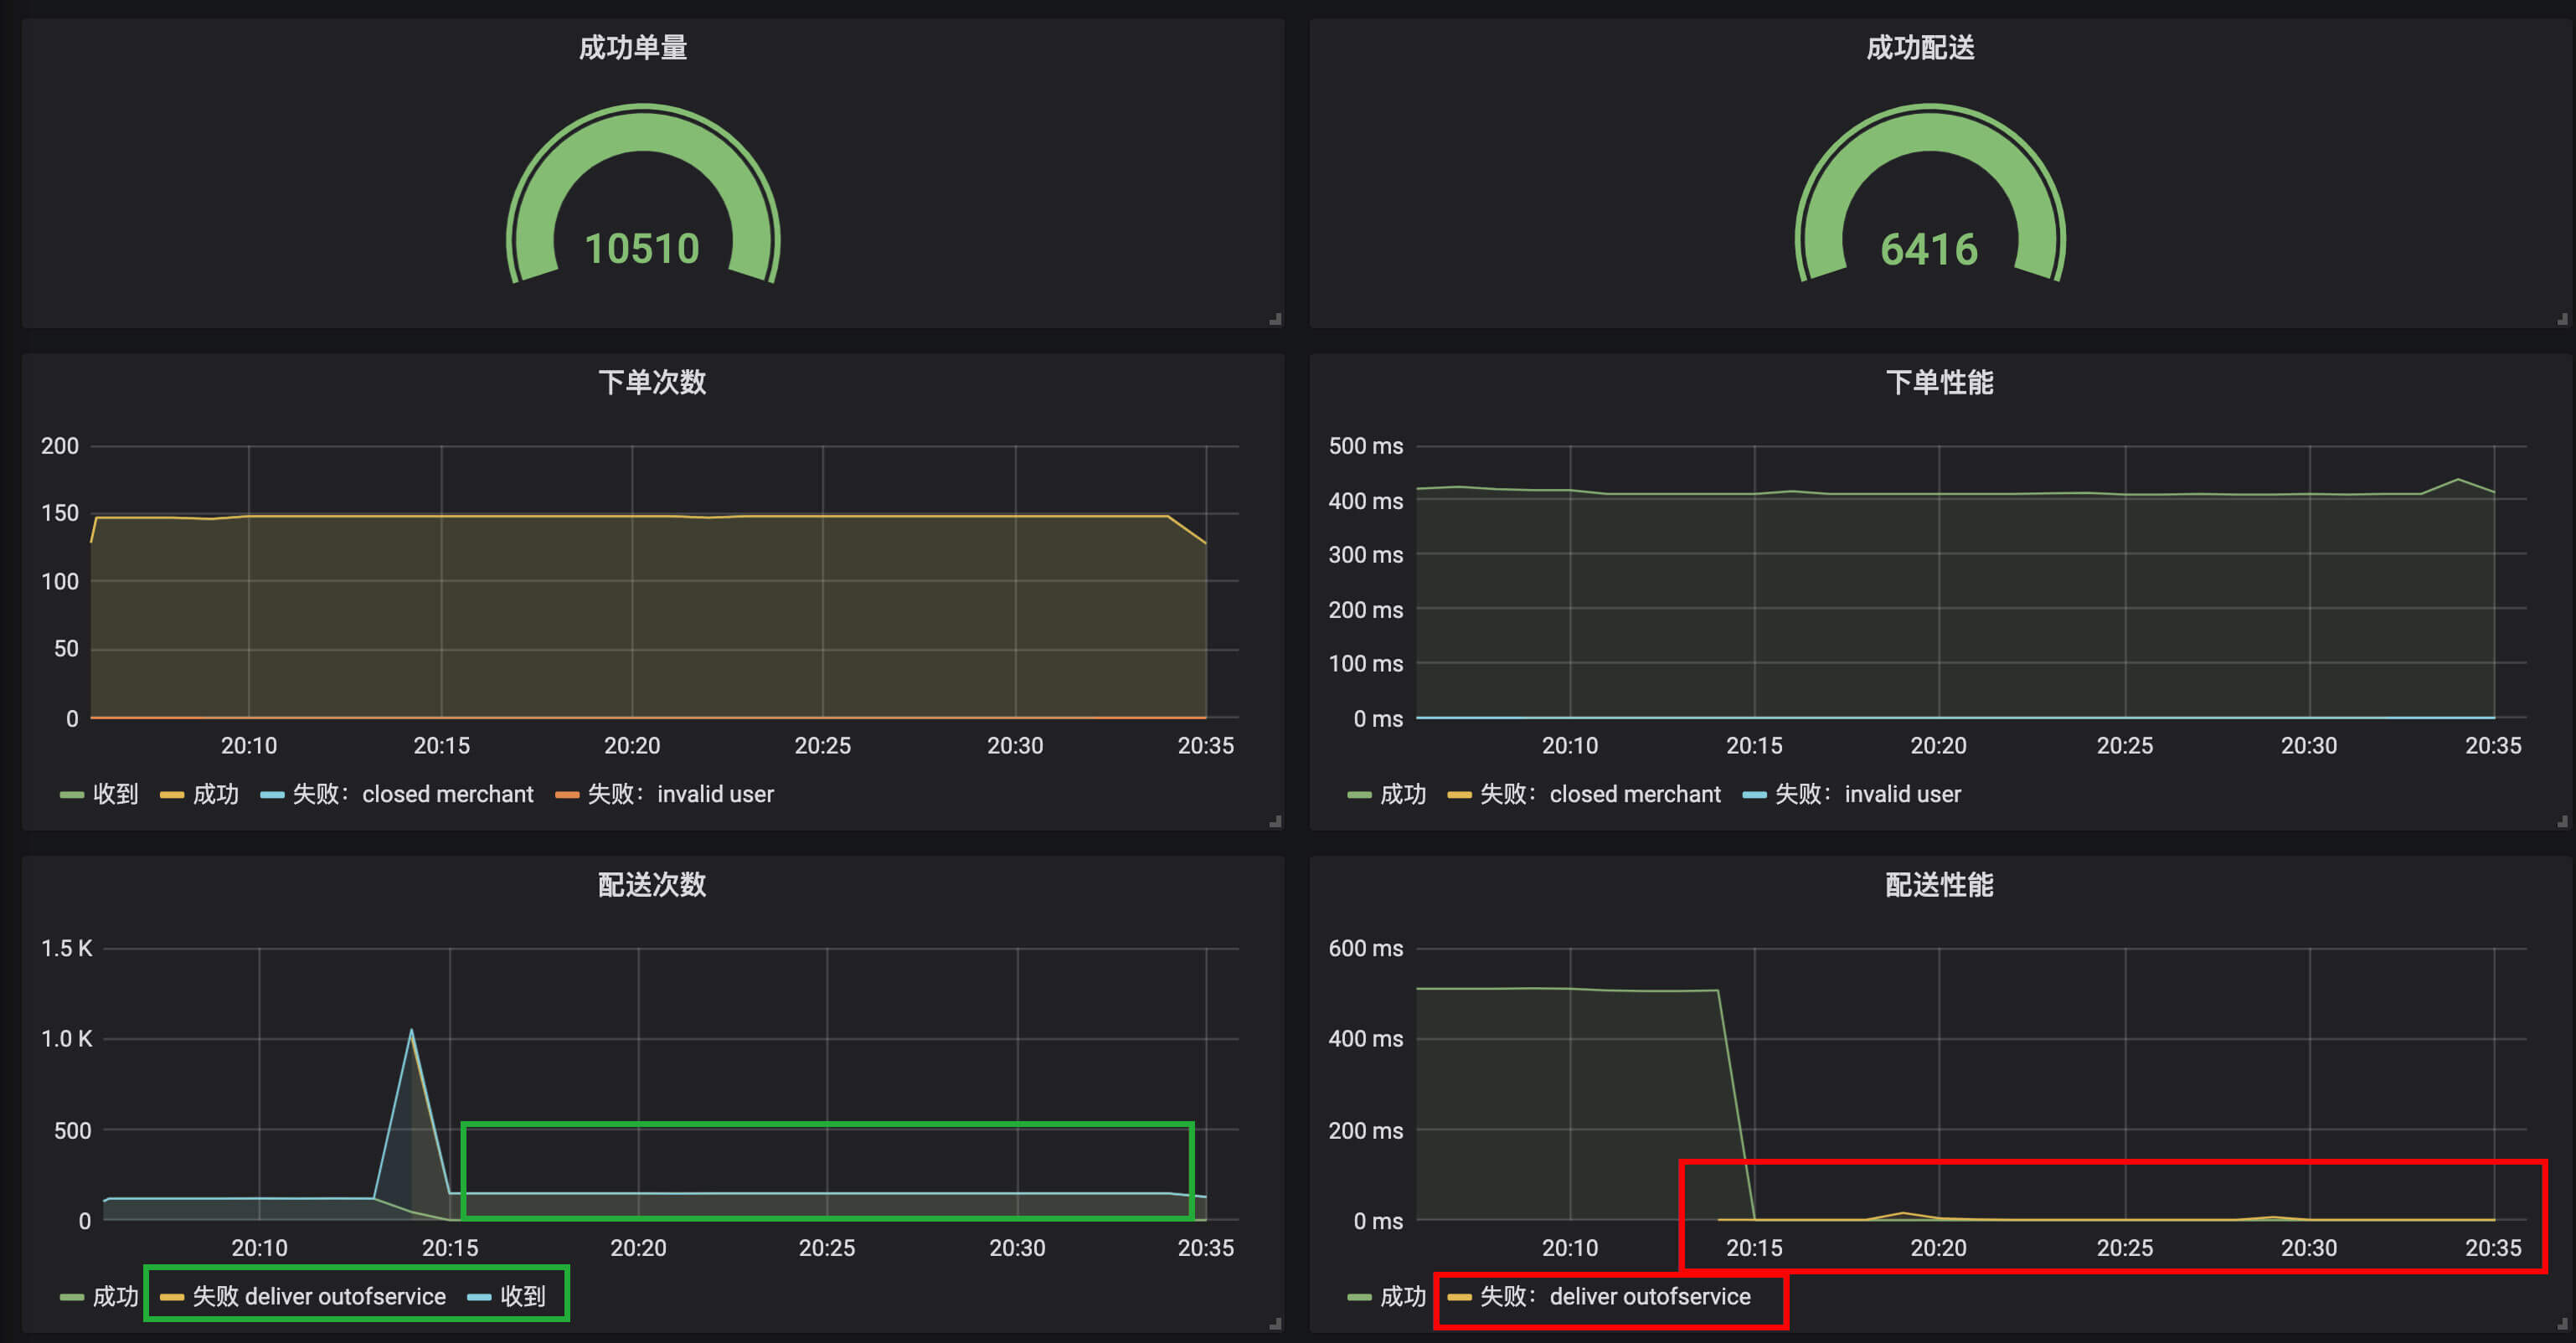 成功单量
10510
成功配送
6416
下单次数
200
150
100
50
0
20:10 20:15 20:20 20:25 20:30 20:35
收到 成功 失败：closed merchant 失败：invalid user
下单性能
500 ms
400 ms
300 ms
200 ms
100 ms
0 ms
20:10 20:15 20:20 20:25 20:30 20:35
成功 失败：closed merchant 失败：invalid user
配送次数
1.5 K
1.0 K
500
0
20:10 20:15 20:20 20:25 20:30 20:35
成功 失败 deliver outofservice 收到
配送性能
600 ms
400 ms
200 ms
0 ms
20:10 20:15 20:20 20:25 20:30 20:35
成功 失败：deliver outofservice